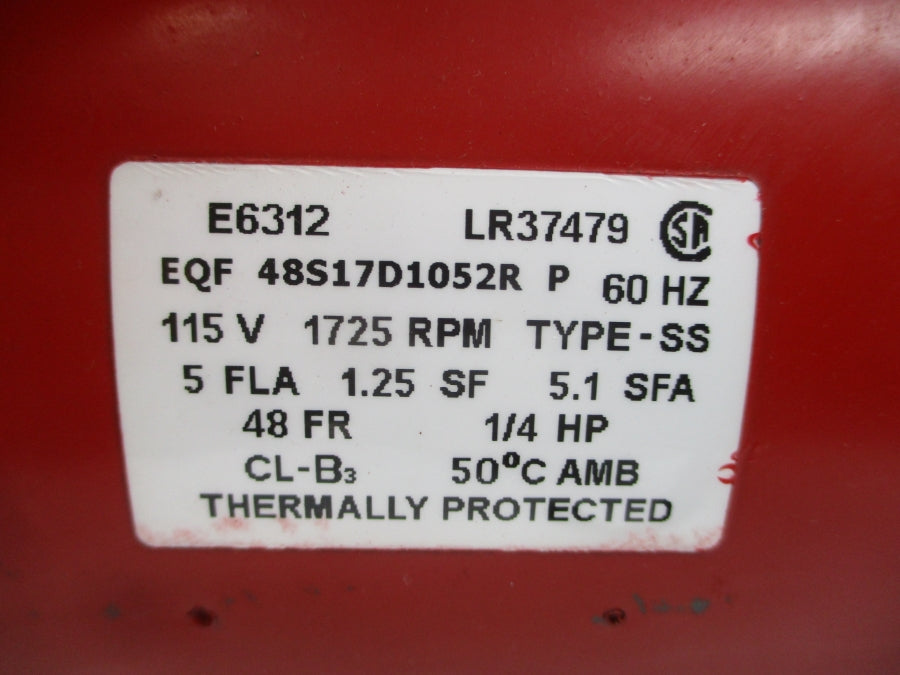 E6312 LR37479 CSA
EQF 48S17D1052R P 60 HZ
115 V 1725 RPM TYPE-SS
5 FLA 1.25 SF 5.1 SFA
48 FR 1/4 HP
CL-B₃ 50°C AMB
THERMALLY PROTECTED